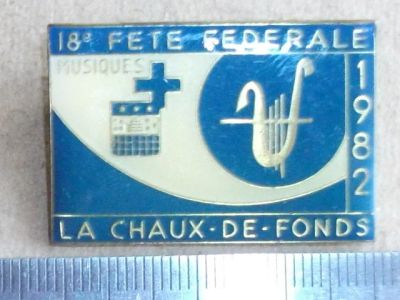 18e FETE FEDERALE
MUSIQUES
1982
LA CHAUX-DE-FONDS